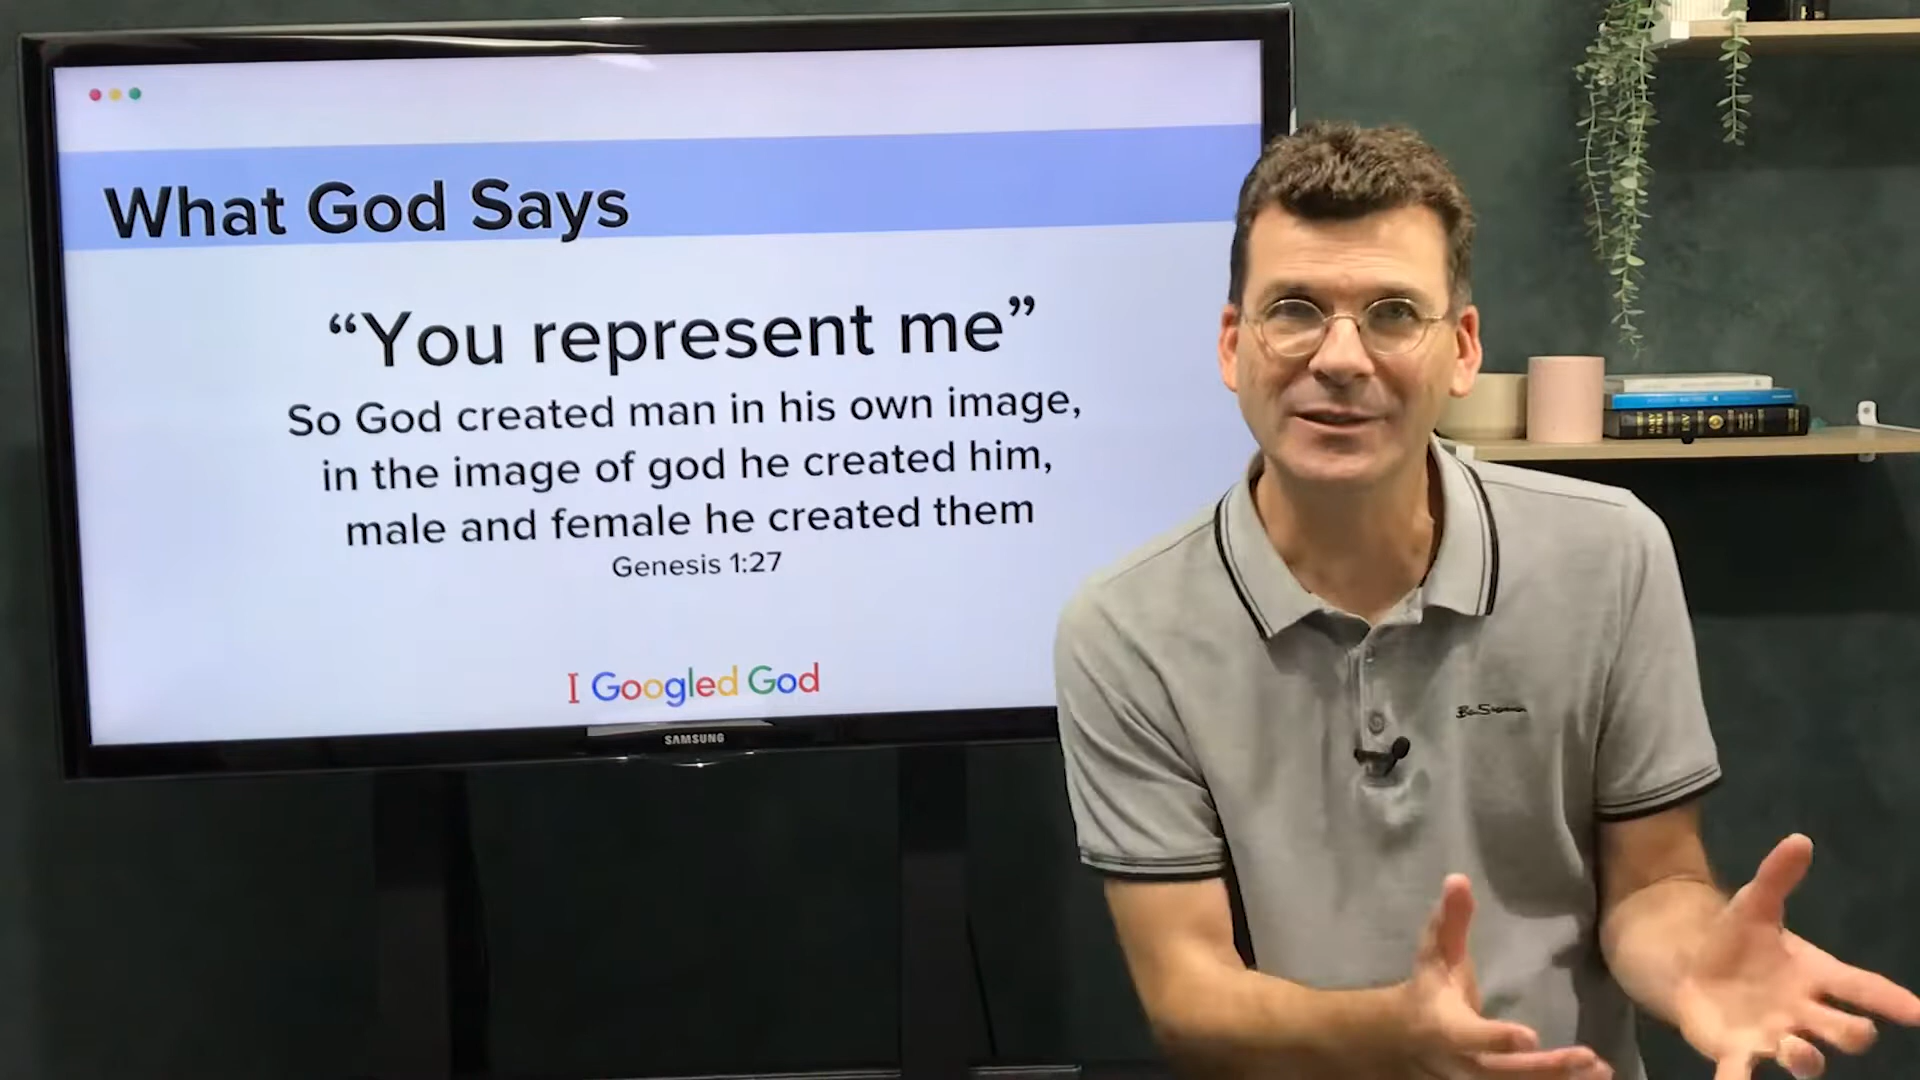 What God Says
“You represent me”
So God created man in his own image,
in the image of god he created him,
male and female he created them
Genesis 1:27
I Googled God
SAMSUNG